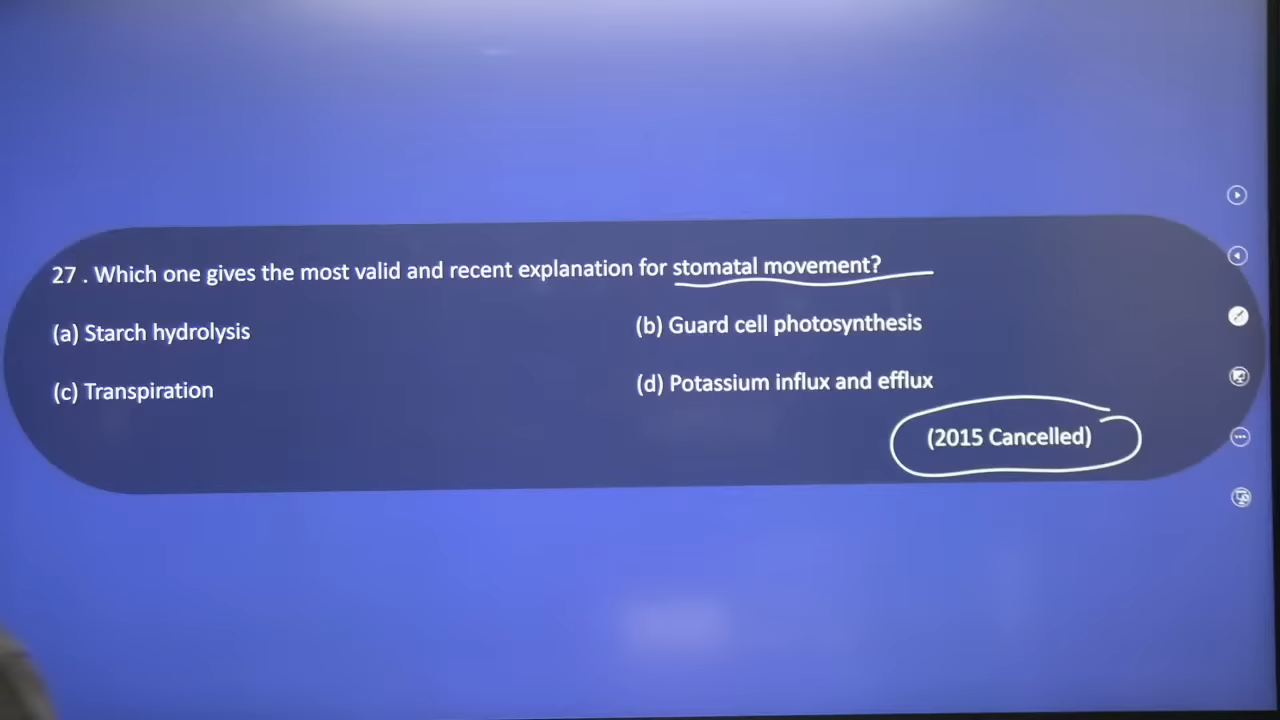 27 . Which one gives the most valid and recent explanation for stomatal movement?
(a) Starch hydrolysis (b) Guard cell photosynthesis
(c) Transpiration (d) Potassium influx and efflux
(2015 Cancelled)